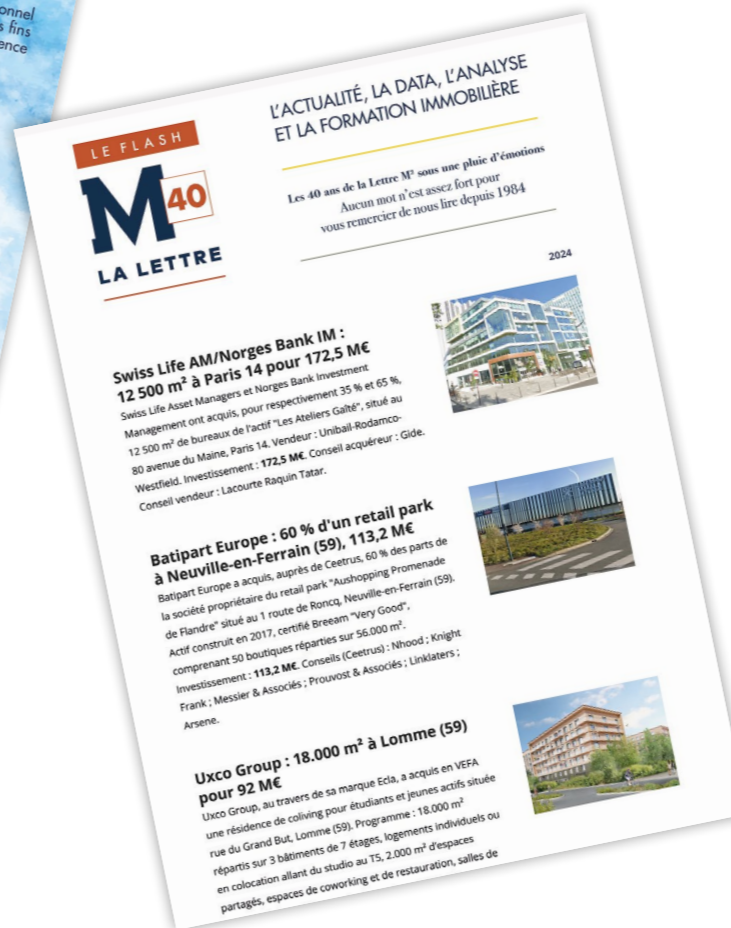 onnel
s fins
ence
LE FLASH
M 40
LA LETTRE
L'ACTUALITÉ, LA DATA, L'ANALYSE
ET LA FORMATION IMMOBILIÈRE
Les 40 ans de la Lettre M² sous une pluie d'émotions
Aucun mot n'est assez fort pour
vous remercier de nous lire depuis 1984
2024
Swiss Life AM/Norges Bank IM :
12 500 m² à Paris 14 pour 172,5 M€
Swiss Life Asset Managers et Norges Bank Investment
Management ont acquis, pour respectivement 35 % et 65 %,
12 500 m² de bureaux de l'actif "Les Ateliers Gaîté", situé au
80 avenue du Maine, Paris 14. Vendeur : Unibail-Rodamco-
Westfield. Investissement : 172,5 M€. Conseil acquéreur : Gide.
Conseil vendeur : Lacourte Raquin Tatar.
Batipart Europe : 60 % d'un retail park
à Neuville-en-Ferrain (59), 113,2 M€
Batipart Europe a acquis, auprès de Ceetrus, 60 % des parts de
la société propriétaire du retail park "Aushopping Promenade
de Flandre" situé au 1 route de Roncq, Neuville-en-Ferrain (59).
Actif construit en 2017, certifié Breeam "Very Good",
comprenant 50 boutiques réparties sur 56.000 m².
Investissement : 113,2 M€. Conseils (Ceetrus) : Nhood ; Knight
Frank ; Messier & Associés ; Prouvost & Associés ; Linklaters ;
Arsene.
Uxco Group : 18.000 m² à Lomme (59)
pour 92 M€
Uxco Group, au travers de sa marque Ecla, a acquis en VEFA
une résidence de coliving pour étudiants et jeunes actifs située
rue du Grand But, Lomme (59). Programme : 18.000 m²
répartis sur 3 bâtiments de 7 étages, logements individuels ou
en colocation allant du studio au T5, 2.000 m² d'espaces
partagés, espaces de coworking et de restauration, salles de